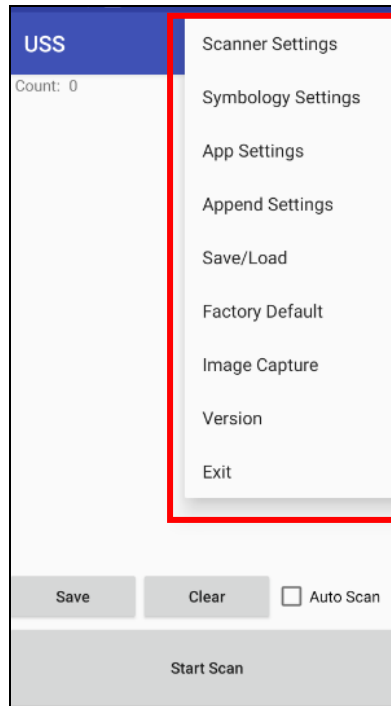 USS
Count: 0
Scanner Settings
Symbology Settings
App Settings
Append Settings
Save/Load
Factory Default
Image Capture
Version
Exit
Save
Clear
Auto Scan
Start Scan